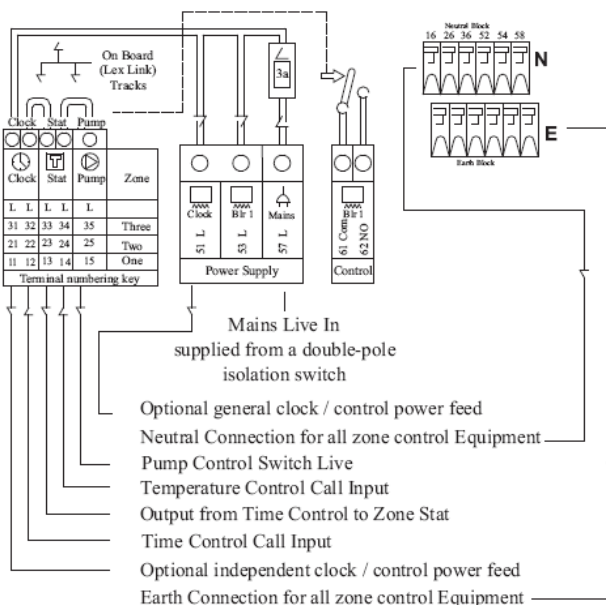 Neutral Block
16 26 36 52 54 58
N
E
Earth Block
On Board
(Lex Link)
Tracks
3a
Clock Stat Pump
Clock Stat Pump Zone
L L L L L
31 32 33 34 35 Three
21 22 23 24 25 Two
11 12 13 14 15 One
Terminal numbering key
Clock Blr 1 Mains
51 L 53 L 57 L
Power Supply
Blr 1
61 Com
62 NO
Control
Mains Live In
supplied from a double-pole
isolation switch
Optional general clock / control power feed
Neutral Connection for all zone control Equipment
Pump Control Switch Live
Temperature Control Call Input
Output from Time Control to Zone Stat
Time Control Call Input
Optional independent clock / control power feed
Earth Connection for all zone control Equipment